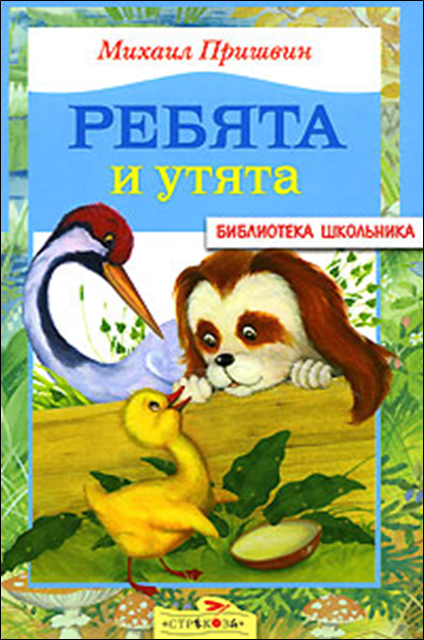 Михаил Пришвин
РЕБЯТА
И УТЯТА
БИБЛИОТЕКА ШКОЛЬНИКА
«СТРЕКОЗА»